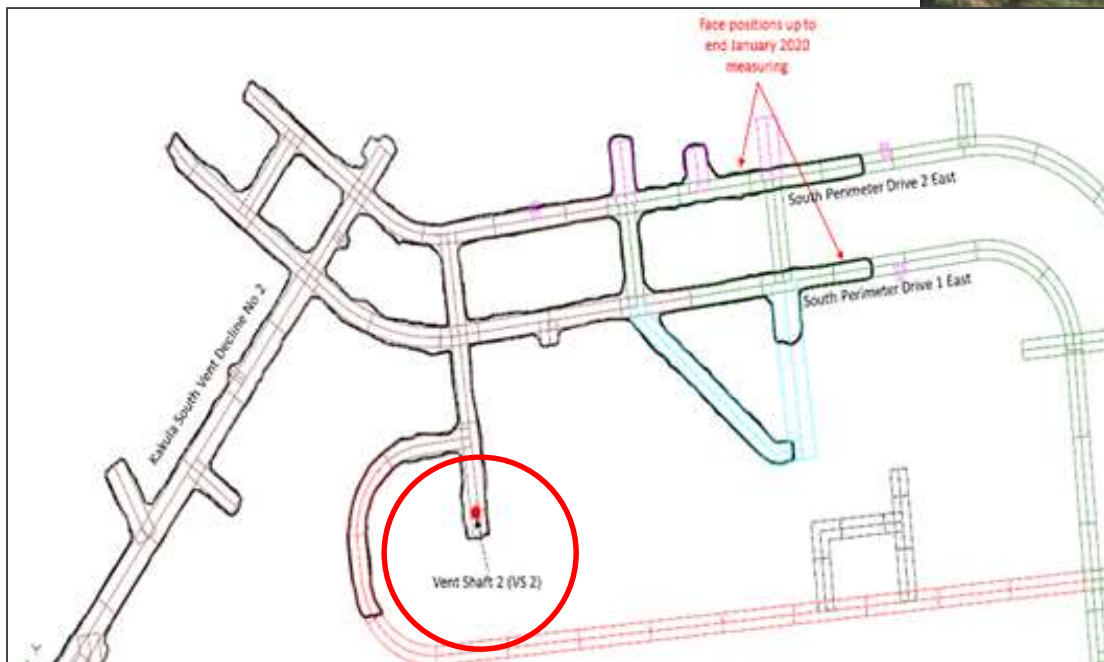 Face positions up to
end January 2020
measuring
South Perimeter Drive 2 East
South Perimeter Drive 1 East
Kakula South Vent Decline No 2
Vent Shaft 2 (VS 2)
Y